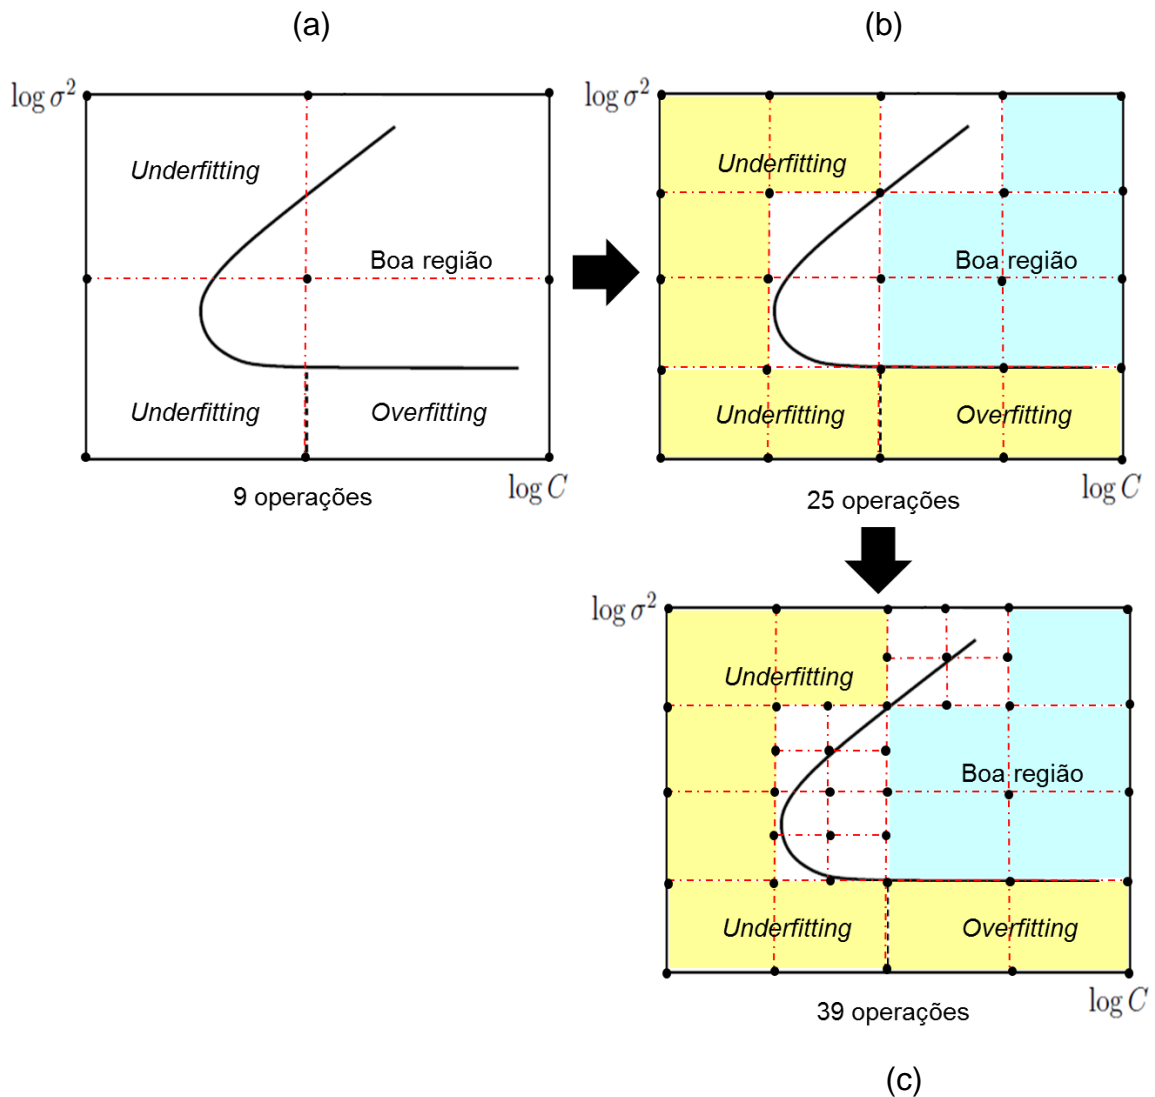 (a)
log σ²
Underfitting
Boa região
Underfitting
Overfitting
log C
9 operações
(b)
log σ²
Underfitting
Boa região
Underfitting
Overfitting
log C
25 operações
log σ²
Underfitting
Boa região
Underfitting
Overfitting
log C
39 operações
(c)